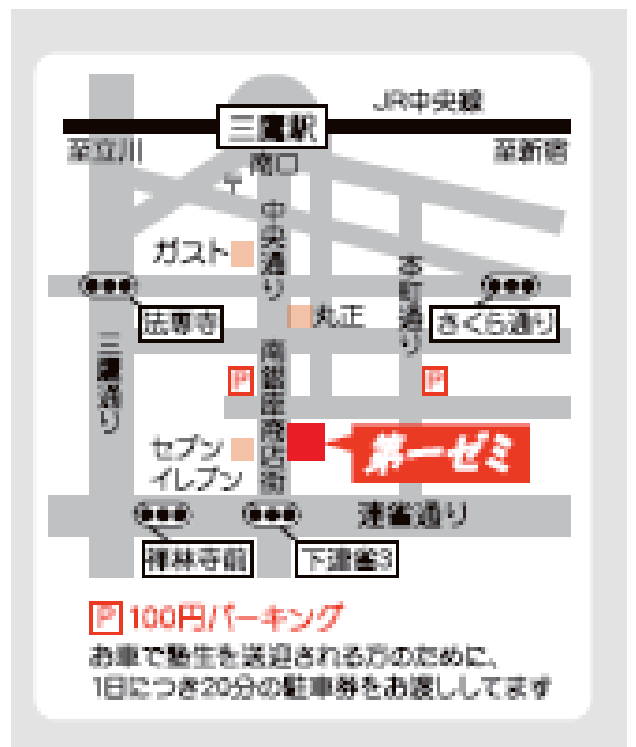 JR中央線
三鷹駅
至立川
至新宿
南口
〒
中央通り
ガスト
本町通り
法専寺
丸正
さくら通り
三鷹通り
P
P
南銀座商店街
第一ゼミ
セブン
イレブン
連雀通り
禅林寺前
下連雀3
P 100円パーキング
お車で塾生を送迎される方のために、
1日につき20分の駐車券をお渡ししてます